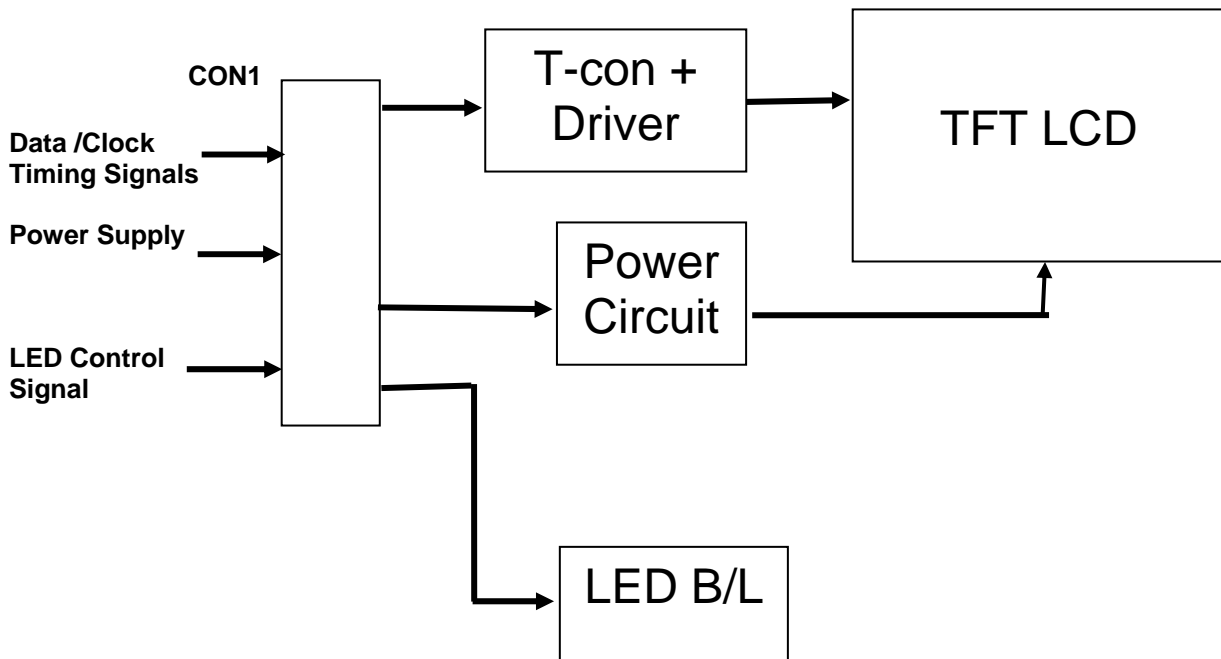 CON1
Data /Clock
Timing Signals
Power Supply
LED Control
Signal
T-con +
Driver
TFT LCD
Power
Circuit
LED B/L